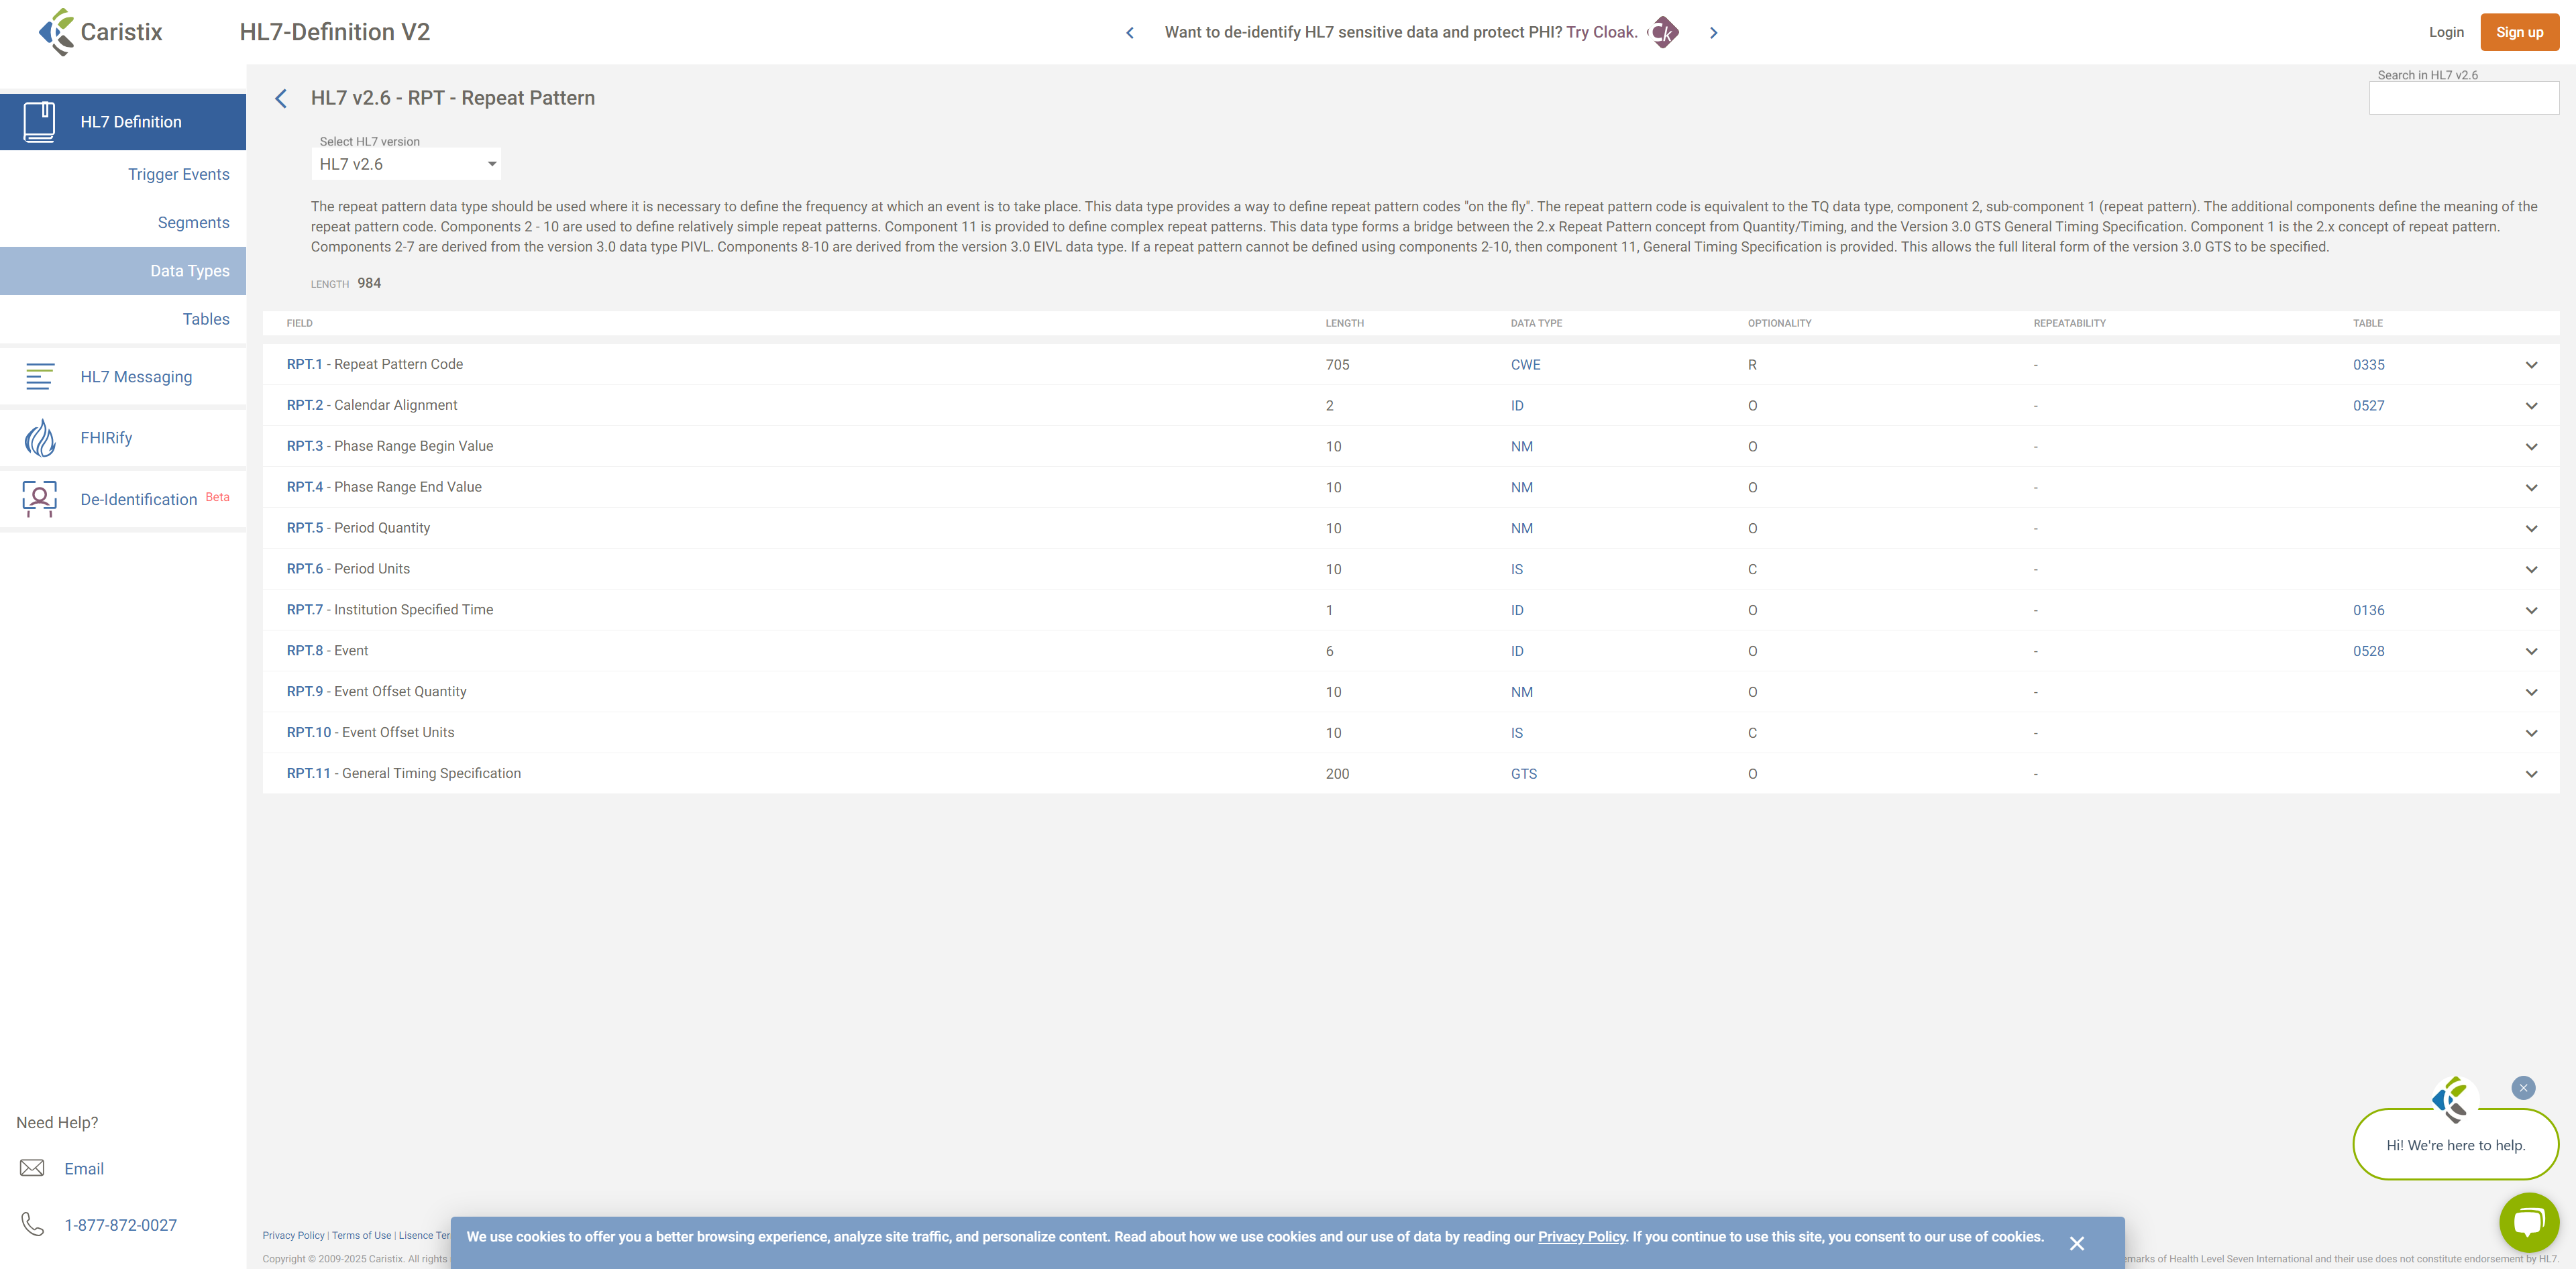 Caristix
HL7-Definition V2
Want to de-identify HL7 sensitive data and protect PHI? Try Cloak.
Ck
Login
Sign up
HL7 Definition
Trigger Events
Segments
Data Types
Tables
HL7 Messaging
FHIRify
De-Identification Beta
Need Help?
Email
1-877-872-0027
HL7 v2.6 - RPT - Repeat Pattern
Search in HL7 v2.6
Select HL7 version
HL7 v2.6
The repeat pattern data type should be used where it is necessary to define the frequency at which an event is to take place. This data type provides a way to define repeat pattern codes "on the fly". The repeat pattern code is equivalent to the TQ data type, component 2, sub-component 1 (repeat pattern). The additional components define the meaning of the
repeat pattern code. Components 2 - 10 are used to define relatively simple repeat patterns. Component 11 is provided to define complex repeat patterns. This data type forms a bridge between the 2.x Repeat Pattern concept from Quantity/Timing, and the Version 3.0 GTS General Timing Specification. Component 1 is the 2.x concept of repeat pattern.
Components 2-7 are derived from the version 3.0 data type PIVL. Components 8-10 are derived from the version 3.0 EIVL data type. If a repeat pattern cannot be defined using components 2-10, then component 11, General Timing Specification is provided. This allows the full literal form of the version 3.0 GTS to be specified.
LENGTH 984
FIELD LENGTH DATA TYPE OPTIONALITY REPEATABILITY TABLE
RPT.1 - Repeat Pattern Code 705 CWE R - 0335
RPT.2 - Calendar Alignment 2 ID O - 0527
RPT.3 - Phase Range Begin Value 10 NM O -
RPT.4 - Phase Range End Value 10 NM O -
RPT.5 - Period Quantity 10 NM O -
RPT.6 - Period Units 10 IS C -
RPT.7 - Institution Specified Time 1 ID O - 0136
RPT.8 - Event 6 ID O - 0528
RPT.9 - Event Offset Quantity 10 NM O -
RPT.10 - Event Offset Units 10 IS C -
RPT.11 - General Timing Specification 200 GTS O -
Hi! We're here to help.
Privacy Policy | Terms of Use | Lisence Ter
We use cookies to offer you a better browsing experience, analyze site traffic, and personalize content. Read about how we use cookies and our use of data by reading our Privacy Policy. If you continue to use this site, you consent to our use of cookies.
Copyright © 2009-2025 Caristix. All rights
emarks of Health Level Seven International and their use does not constitute endorsement by HL7.